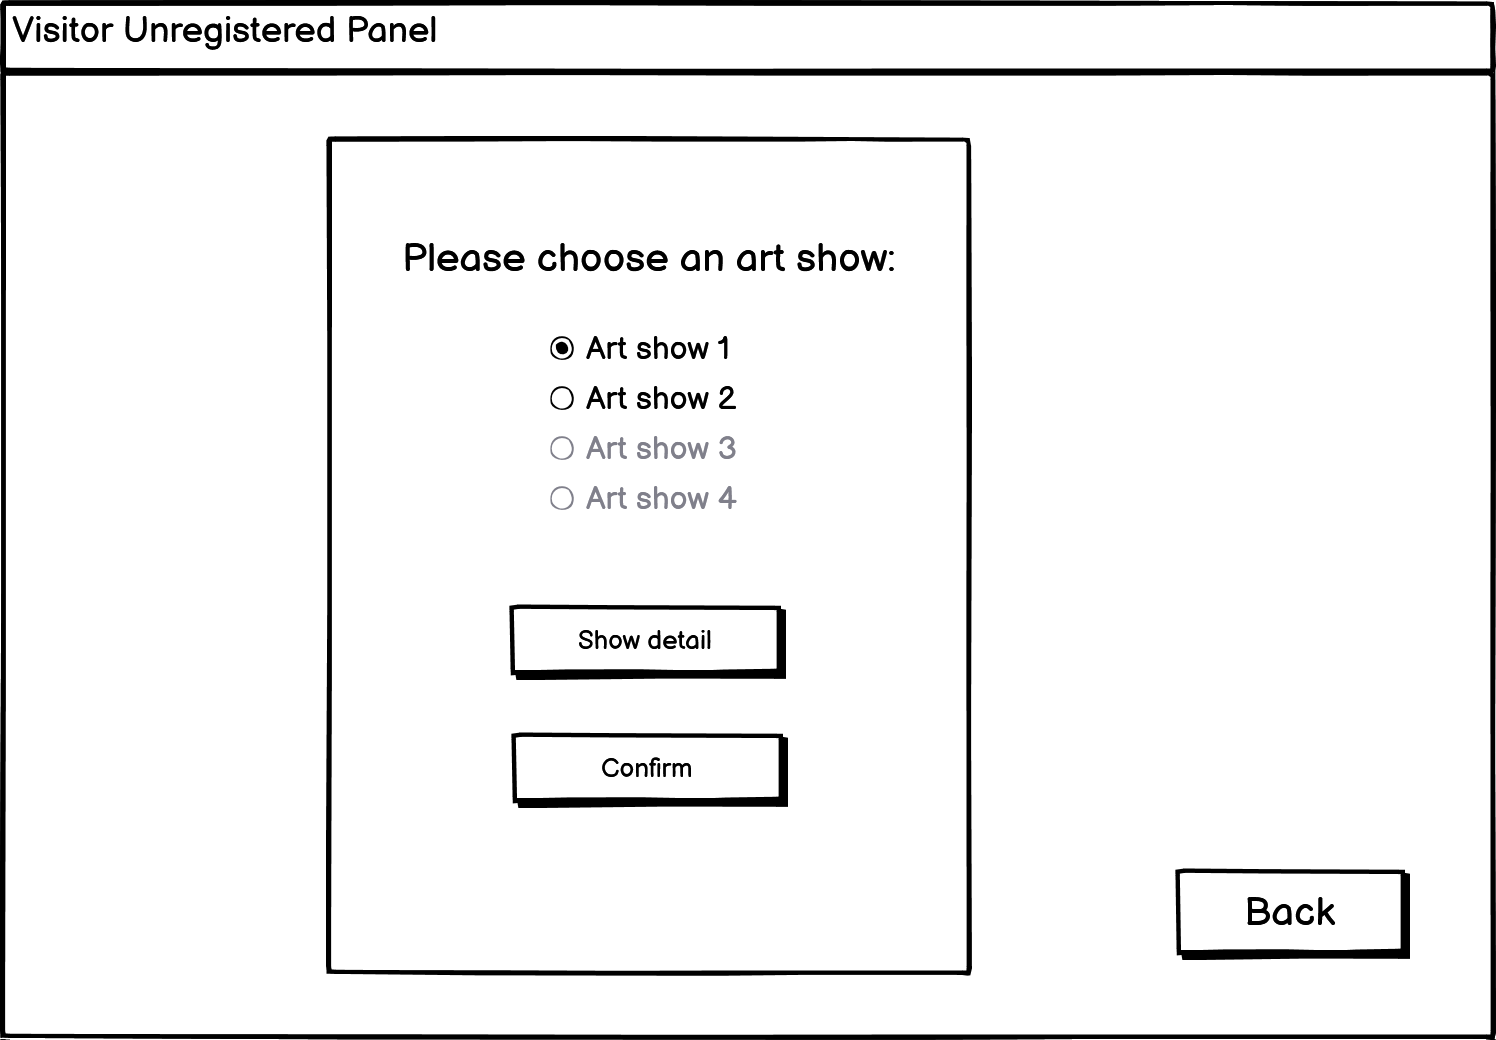 Visitor Unregistered Panel
Please choose an art show:
Art show 1
Art show 2
Art show 3
Art show 4
Show detail
Confirm
Back